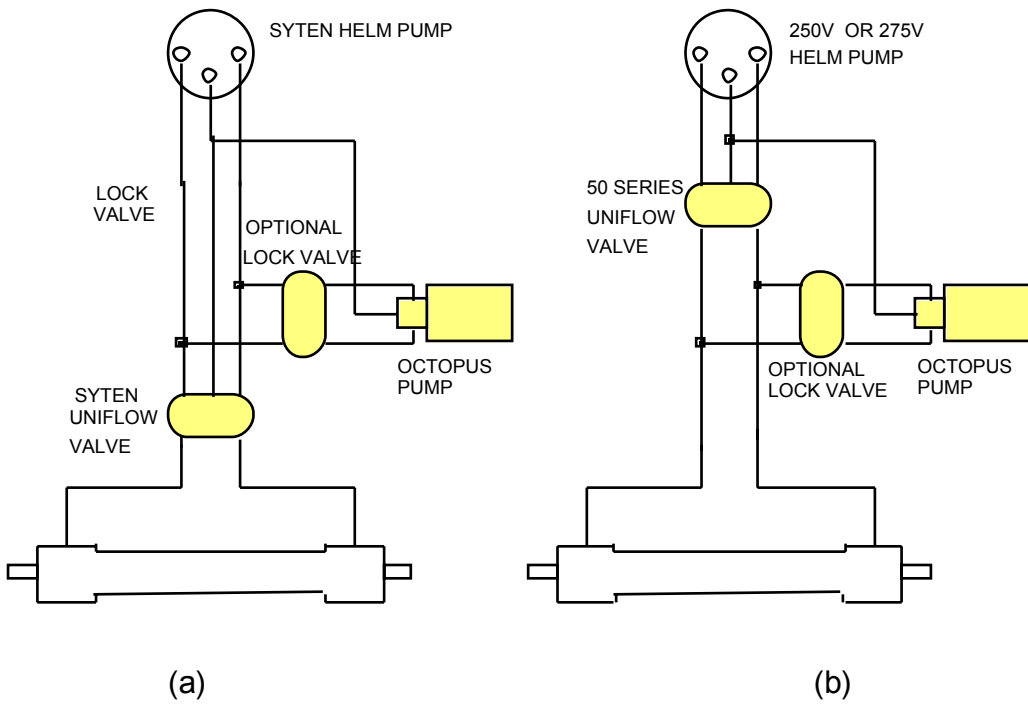 SYTEN HELM PUMP
LOCK
VALVE
OPTIONAL
LOCK VALVE
OCTOPUS
PUMP
SYTEN
UNIFLOW
VALVE
(a)
250V OR 275V
HELM PUMP
50 SERIES
UNIFLOW
VALVE
OPTIONAL
LOCK VALVE
OCTOPUS
PUMP
(b)